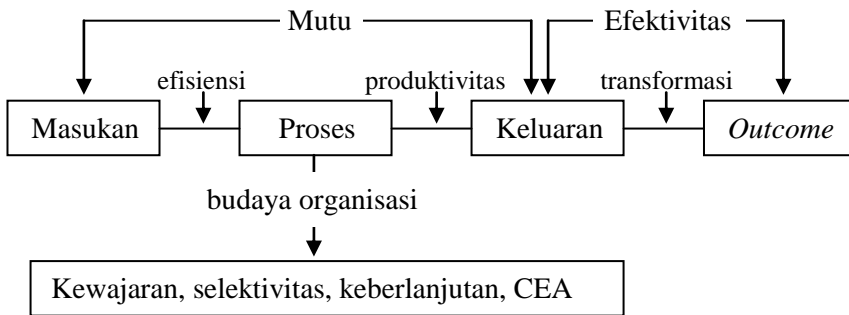 Mutu
Efektivitas
efisiensi
produktivitas
transformasi
Masukan
Proses
Keluaran
Outcome
budaya organisasi
Kewajaran, selektivitas, keberlanjutan, CEA